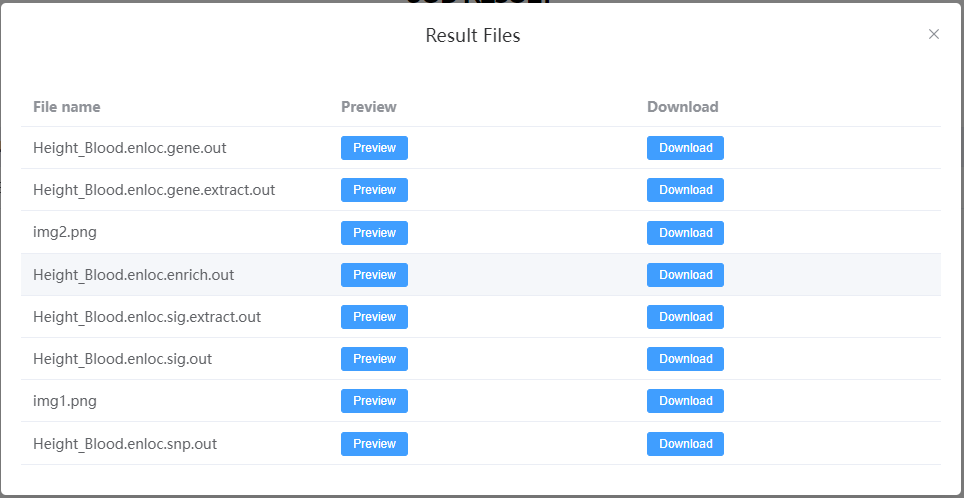 Result Files
File name Preview Download
Height_Blood.enloc.gene.out Preview Download
Height_Blood.enloc.gene.extract.out Preview Download
img2.png Preview Download
Height_Blood.enloc.enrich.out Preview Download
Height_Blood.enloc.sig.extract.out Preview Download
Height_Blood.enloc.sig.out Preview Download
img1.png Preview Download
Height_Blood.enloc.snp.out Preview Download